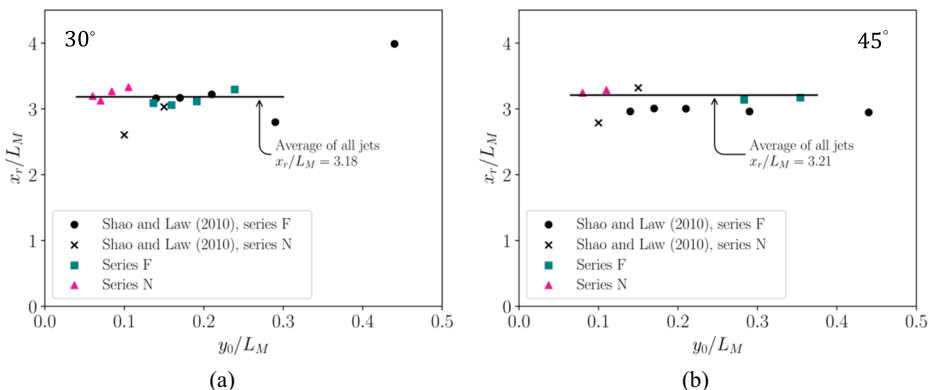 30°
4
3
2
1
0
x_r/L_M
Average of all jets
x_r/L_M = 3.18
Shao and Law (2010), series F
Shao and Law (2010), series N
Series F
Series N
0.0 0.1 0.2 0.3 0.4 0.5
y_0/L_M
(a)
45°
4
3
2
1
0
x_r/L_M
Average of all jets
x_r/L_M = 3.21
Shao and Law (2010), series F
Shao and Law (2010), series N
Series F
Series N
0.0 0.1 0.2 0.3 0.4 0.5
y_0/L_M
(b)